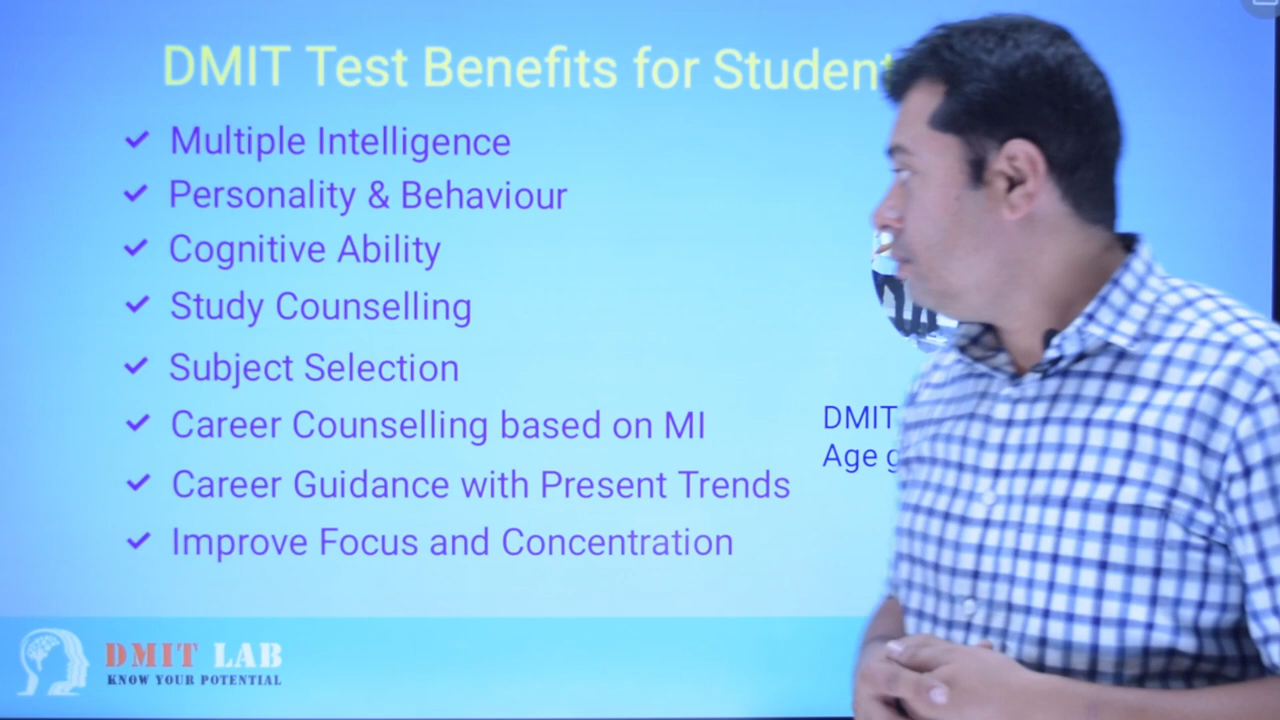 DMIT Test Benefits for Student
Multiple Intelligence
Personality & Behaviour
Cognitive Ability
Study Counselling
Subject Selection
Career Counselling based on MI
Career Guidance with Present Trends
Improve Focus and Concentration
DMIT
Age
DMIT LAB
KNOW YOUR POTENTIAL